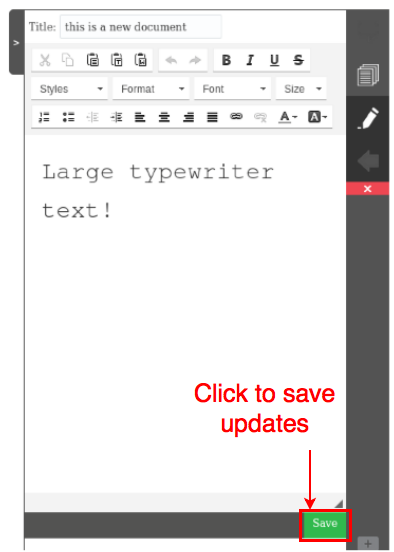 >
Title: this is a new document
B I U S
Styles Format Font Size
A A
Large typewriter
text!
Click to save
updates
Save